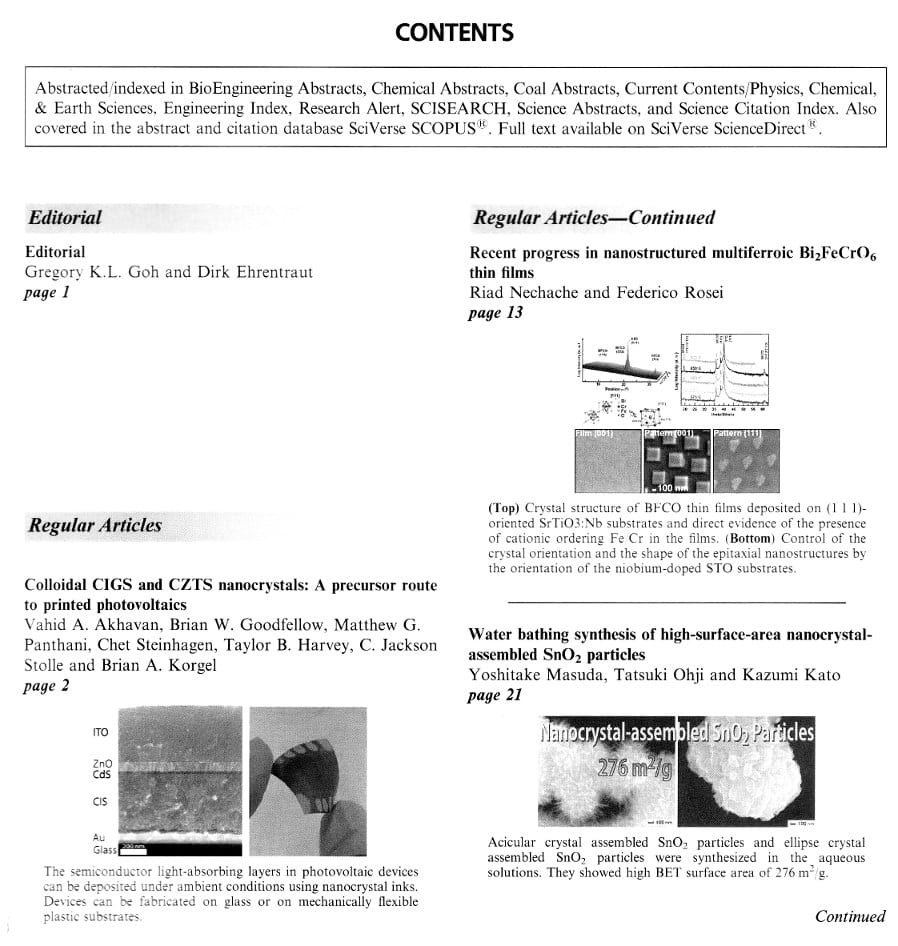 CONTENTS
Abstracted/indexed in BioEngineering Abstracts, Chemical Abstracts, Coal Abstracts, Current Contents/Physics, Chemical,
& Earth Sciences, Engineering Index, Research Alert, SCISEARCH, Science Abstracts, and Science Citation Index. Also
covered in the abstract and citation database SciVerse SCOPUS®. Full text available on SciVerse ScienceDirect®.
Editorial
Editorial
Gregory K.L. Goh and Dirk Ehrentraut
page 1
Regular Articles
Colloidal CIGS and CZTS nanocrystals: A precursor route
to printed photovoltaics
Vahid A. Akhavan, Brian W. Goodfellow, Matthew G.
Panthani, Chet Steinhagen, Taylor B. Harvey, C. Jackson
Stolle and Brian A. Korgel
page 2
ITO
ZnO
CdS
CIS
Au
Glass
200 nm
The semiconductor light-absorbing layers in photovoltaic devices
can be deposited under ambient conditions using nanocrystal inks.
Devices can be fabricated on glass or on mechanically flexible
plastic substrates.
Regular Articles—Continued
Recent progress in nanostructured multiferroic Bi₂FeCrO₆
thin films
Riad Nechache and Federico Rosei
page 13
Film (001)
Pattern (001)
Pattern (111)
100 nm
(Top) Crystal structure of BFCO thin films deposited on (1 1 1)-
oriented SrTiO3:Nb substrates and direct evidence of the presence
of cationic ordering Fe Cr in the films. (Bottom) Control of the
crystal orientation and the shape of the epitaxial nanostructures by
the orientation of the niobium-doped STO substrates.
Water bathing synthesis of high-surface-area nanocrystal-
assembled SnO₂ particles
Yoshitake Masuda, Tatsuki Ohji and Kazumi Kato
page 21
Nanocrystal-assembled SnO₂ Particles
276 m²/g
Acicular crystal assembled SnO₂ particles and ellipse crystal
assembled SnO₂ particles were synthesized in the aqueous
solutions. They showed high BET surface area of 276 m²/g.
Continued